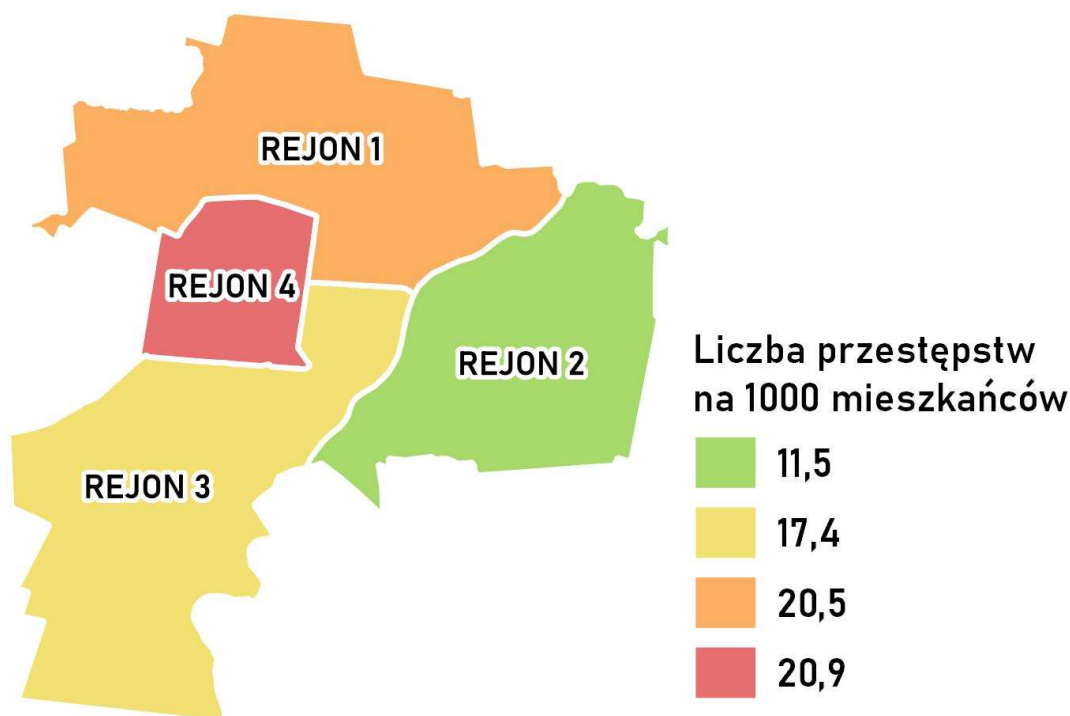 REJON 1
REJON 4
REJON 2
REJON 3
Liczba przestępstw
na 1000 mieszkańców
11,5
17,4
20,5
20,9